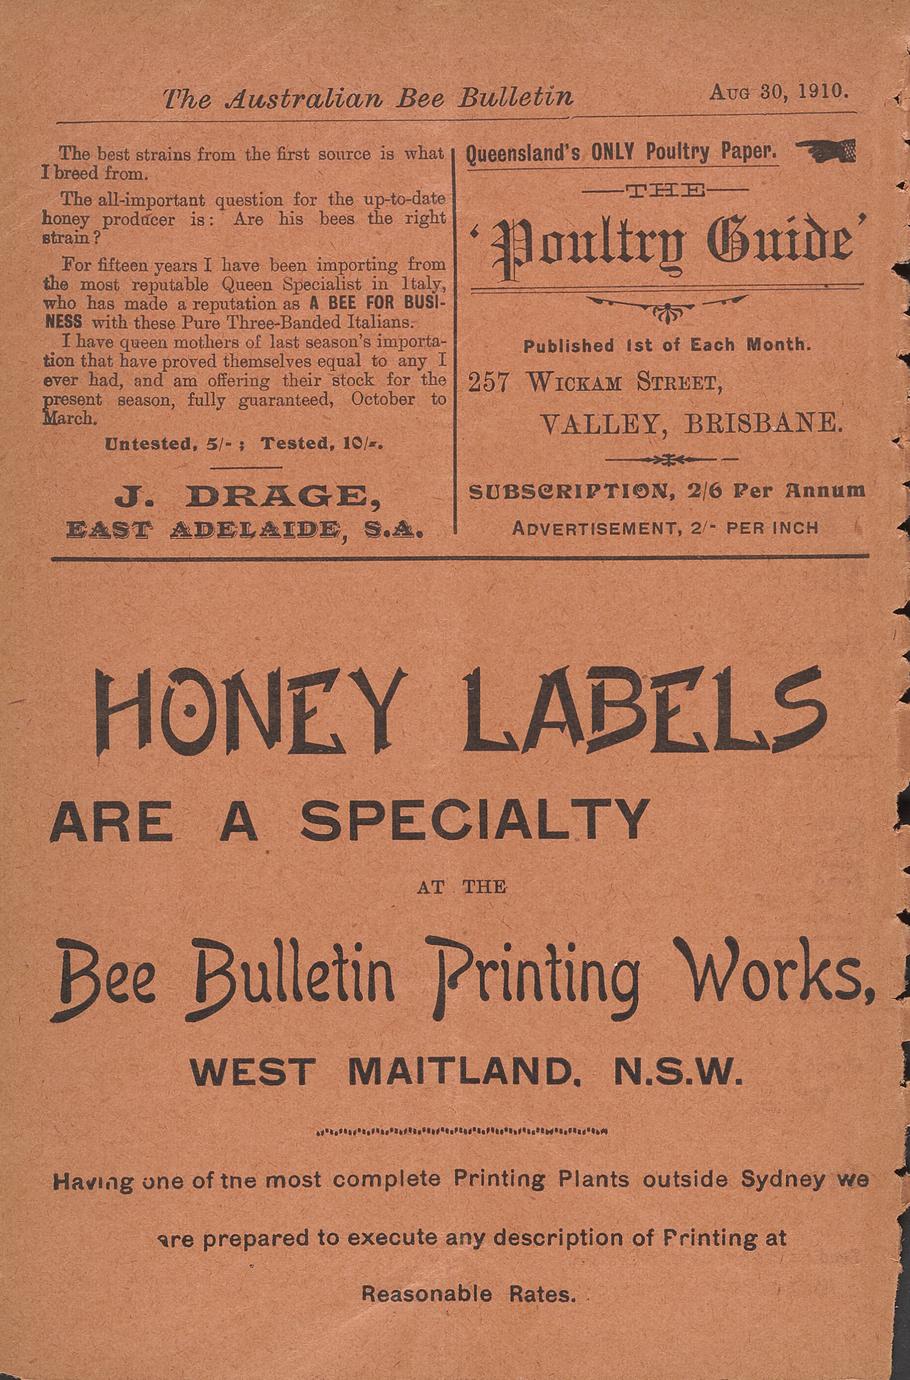 The Australian Bee Bulletin Aug 30, 1910.
The best strains from the first source is what
I breed from.
The all-important question for the up-to-date
honey producer is: Are his bees the right
strain?
For fifteen years I have been importing from
the most reputable Queen Specialist in Italy,
who has made a reputation as A BEE FOR BUSI-
NESS with these Pure Three-Banded Italians.
I have queen mothers of last season's importa-
tion that have proved themselves equal to any I
ever had, and am offering their stock for the
present season, fully guaranteed, October to
March.
Untested, 5/- ; Tested, 10/-.
J. DRAGE,
EAST ADELAIDE, S.A.
Queensland's ONLY Poultry Paper.
THE
'Poultry Guide'
Published 1st of Each Month.
257 Wickam Street,
VALLEY, BRISBANE.
SUBSCRIPTION, 2/6 Per Annum
ADVERTISEMENT, 2/- PER INCH
HONEY LABELS
ARE A SPECIALTY
AT THE
Bee Bulletin Printing Works,
WEST MAITLAND. N.S.W.
Having one of tne most complete Printing Plants outside Sydney we
are prepared to execute any description of Printing at
Reasonable Rates.